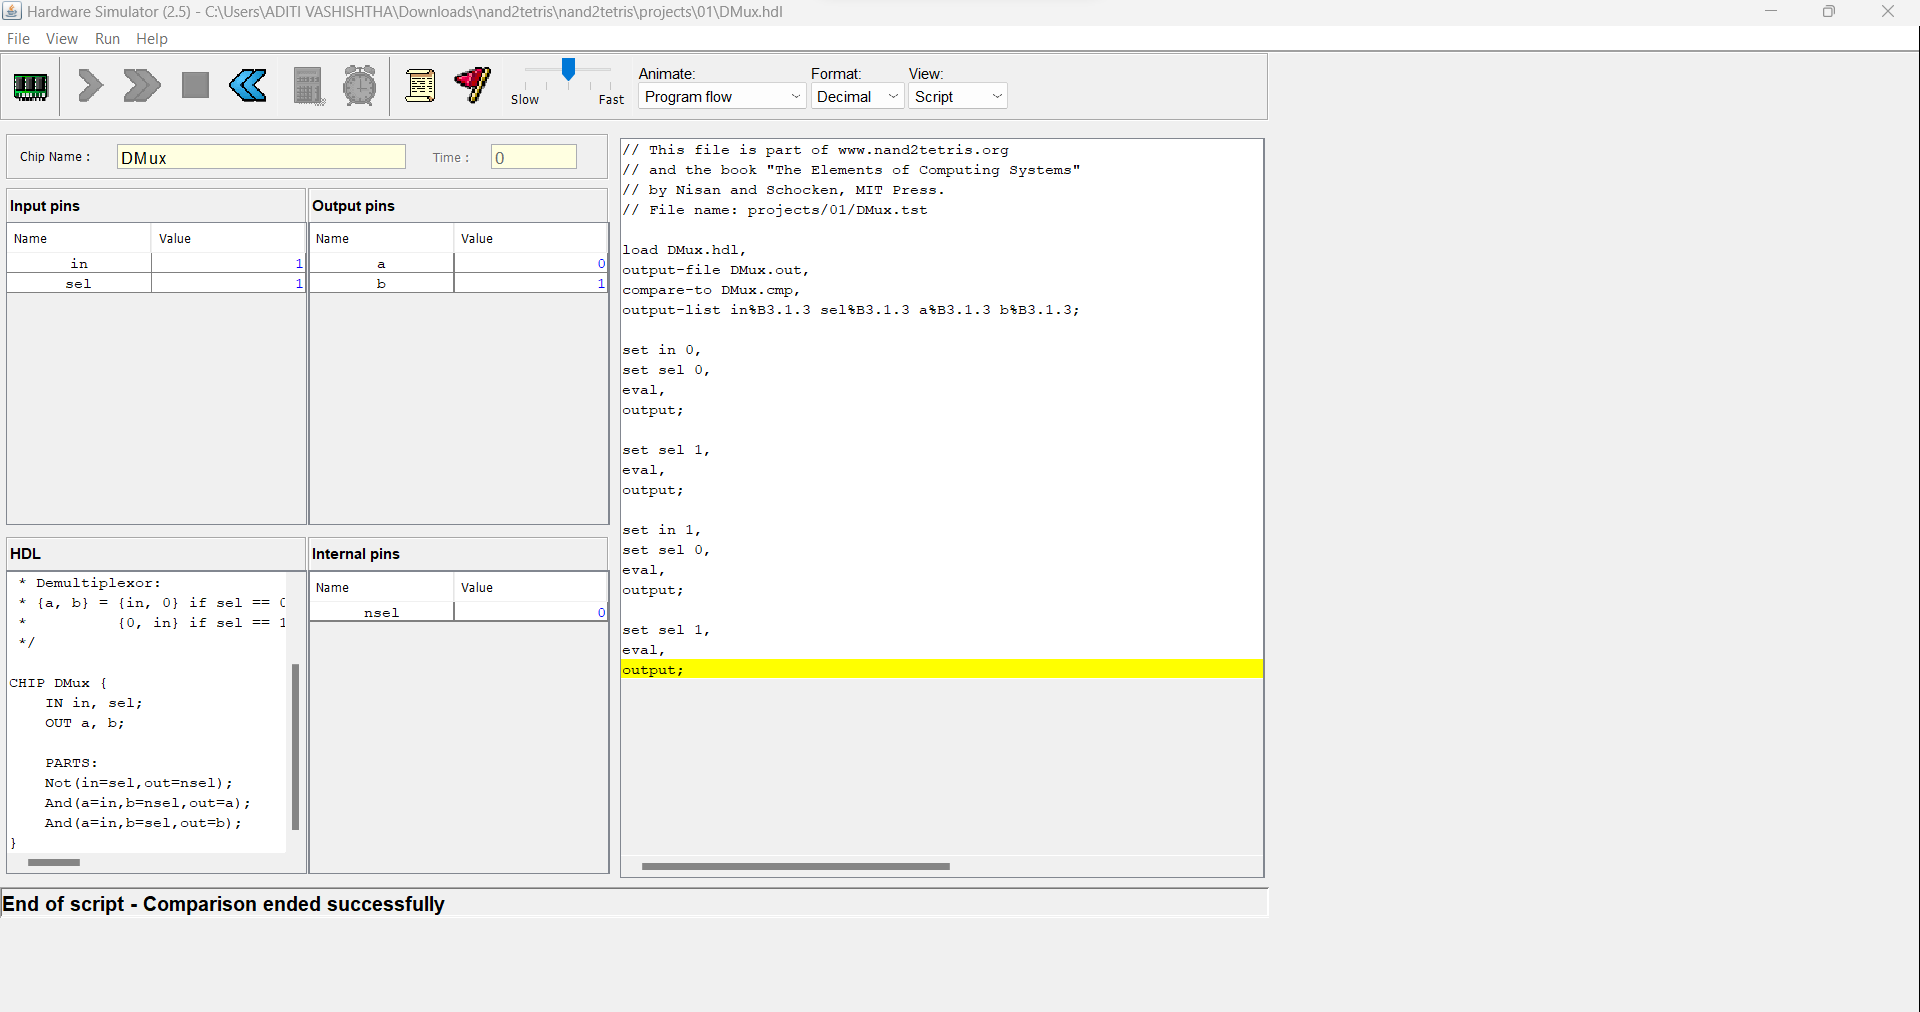 Hardware Simulator (2.5) - C:\Users\ADITI VASHISHTHA\Downloads\nand2tetris\nand2tetris\projects\01\DMux.hdl
File View Run Help
Slow Fast
Animate: Format: View:
Program flow Decimal Script
Chip Name : DMux Time : 0
Input pins
Name Value
in 1
sel 1
Output pins
Name Value
a 0
b 1
HDL
* Demultiplexor:
* {a, b} = {in, 0} if sel == 0
* {0, in} if sel == 1
*/
CHIP DMux {
IN in, sel;
OUT a, b;
PARTS:
Not(in=sel,out=nsel);
And(a=in,b=nsel,out=a);
And(a=in,b=sel,out=b);
}
Internal pins
Name Value
nsel 0
// This file is part of www.nand2tetris.org
// and the book "The Elements of Computing Systems"
// by Nisan and Schocken, MIT Press.
// File name: projects/01/DMux.tst
load DMux.hdl,
output-file DMux.out,
compare-to DMux.cmp,
output-list in%B3.1.3 sel%B3.1.3 a%B3.1.3 b%B3.1.3;
set in 0,
set sel 0,
eval,
output;
set sel 1,
eval,
output;
set in 1,
set sel 0,
eval,
output;
set sel 1,
eval,
output;
End of script - Comparison ended successfully